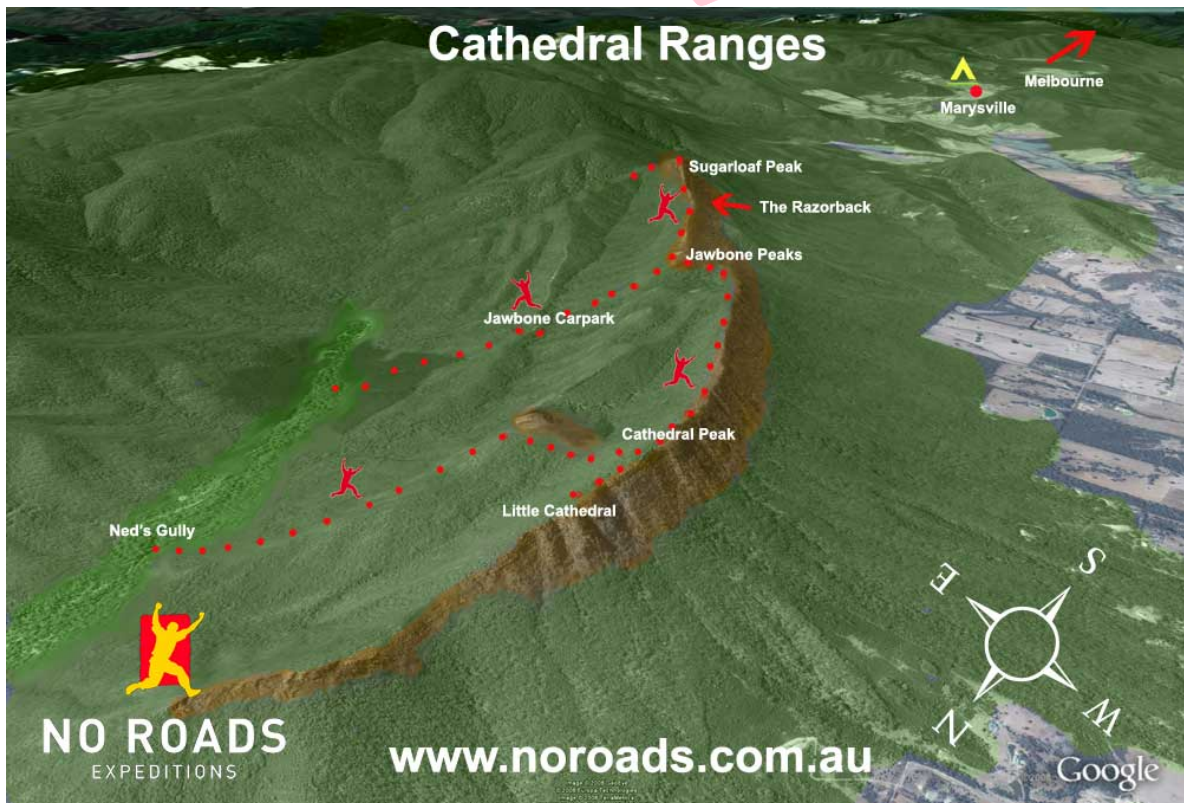 Cathedral Ranges
Melbourne
Marysville
Sugarloaf Peak
The Razorback
Jawbone Peaks
Jawbone Carpark
Cathedral Peak
Little Cathedral
Ned's Gully
S
E
W
N
NO ROADS
EXPEDITIONS
www.noroads.com.au
Google